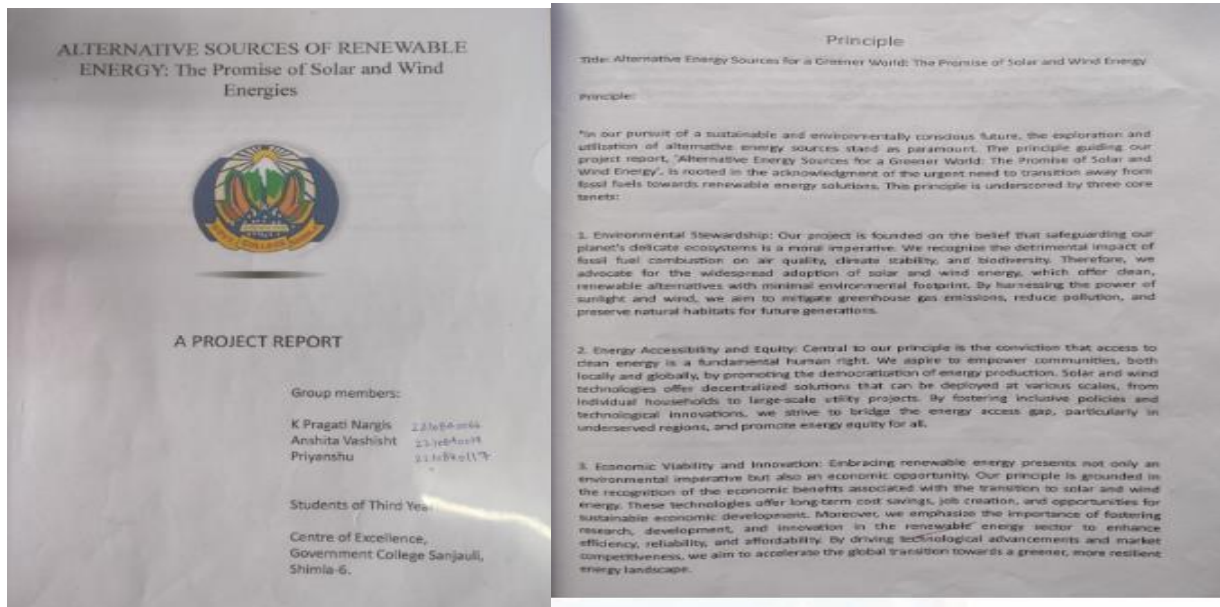 ALTERNATIVE SOURCES OF RENEWABLE
ENERGY: The Promise of Solar and Wind
Energies
A PROJECT REPORT
Group members:
K Pragati Nargis
Anshita Vashisht
Priyanshu
Students of Third Year
Centre of Excellence,
Government College Sanjauli,
Shimla-6.
Principle
Title: Alternative Energy Sources for a Greener World: The Promise of Solar and Wind Energy
Principle:
"In our pursuit of a sustainable and environmentally conscious future, the exploration and
utilization of alternative energy sources stand as paramount. The principle guiding our
project report, 'Alternative Energy Sources for a Greener World: The Promise of Solar and
Wind Energy', is rooted in the acknowledgment of the urgent need to transition away from
fossil fuels towards renewable energy solutions. This principle is underscored by three core
tenets:
1. Environmental Stewardship: Our project is founded on the belief that safeguarding our
planet's delicate ecosystems is a moral imperative. We recognize the detrimental impact of
fossil fuel combustion on air quality, climate stability, and biodiversity. Therefore, we
advocate for the widespread adoption of solar and wind energy, which offer clean,
renewable alternatives with minimal environmental footprint. By harnessing the power of
sunlight and wind, we aim to mitigate greenhouse gas emissions, reduce pollution, and
preserve natural habitats for future generations.
2. Energy Accessibility and Equity: Central to our principle is the conviction that access to
clean energy is a fundamental human right. We aspire to empower communities, both
locally and globally, by promoting the democratization of energy production. Solar and wind
technologies offer decentralized solutions that can be deployed at various scales, from
individual households to large-scale utility projects. By fostering inclusive policies and
technological innovations, we strive to bridge the energy access gap, particularly in
underserved regions, and promote energy equity for all.
3. Economic Viability and Innovation: Embracing renewable energy presents not only an
environmental imperative but also an economic opportunity. Our principle is grounded in
the recognition of the economic benefits associated with the transition to solar and wind
energy. These technologies offer long-term cost savings, job creation, and opportunities for
sustainable economic development. Moreover, we emphasize the importance of fostering
research, development, and innovation in the renewable energy sector to enhance
efficiency, reliability, and affordability. By driving technological advancements and market
competitiveness, we aim to accelerate the global transition towards a greener, more resilient
energy landscape.